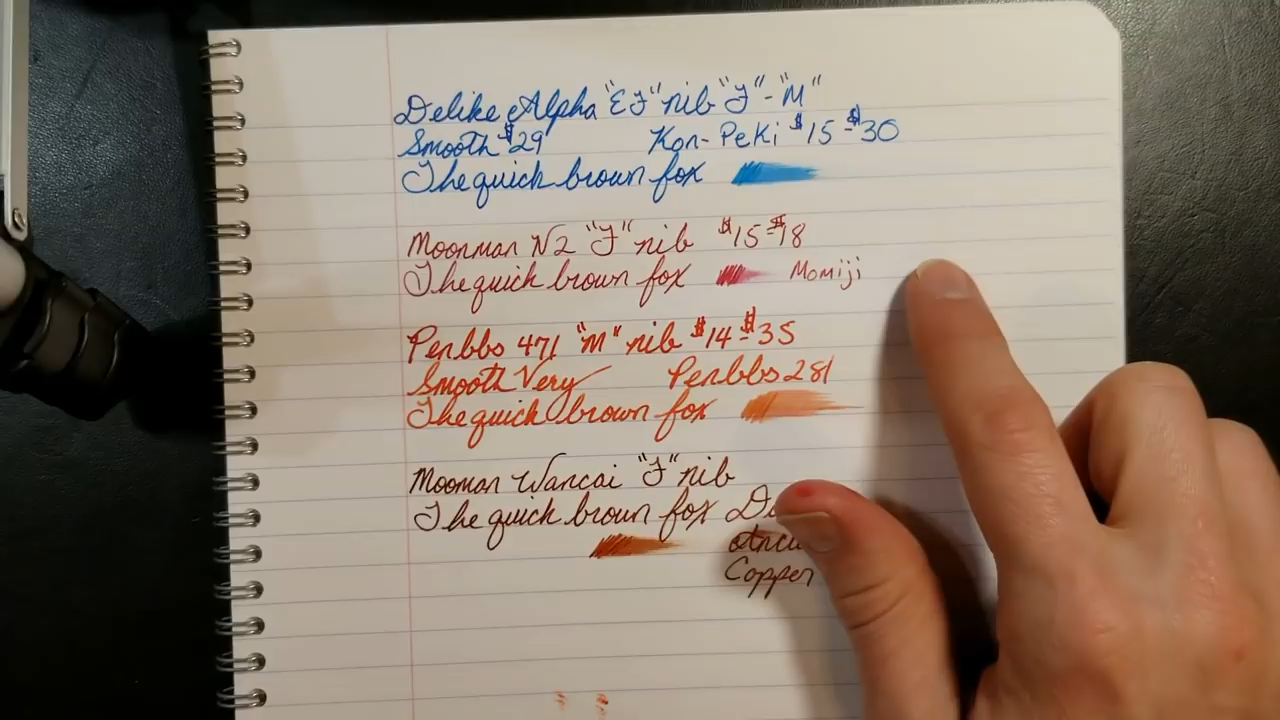 Delike Alpha "EF" nib "F"-"M"
Smooth $29 Kon-Peki $15-$30
The quick brown fox
Moonman N2 "F" nib $15-$18
The quick brown fox Momiji
Penbbs 471 "M" nib $14-$35
Smooth Very Penbbs 281
The quick brown fox
Mooman Wancai "F" nib
The quick brown fox
Copper